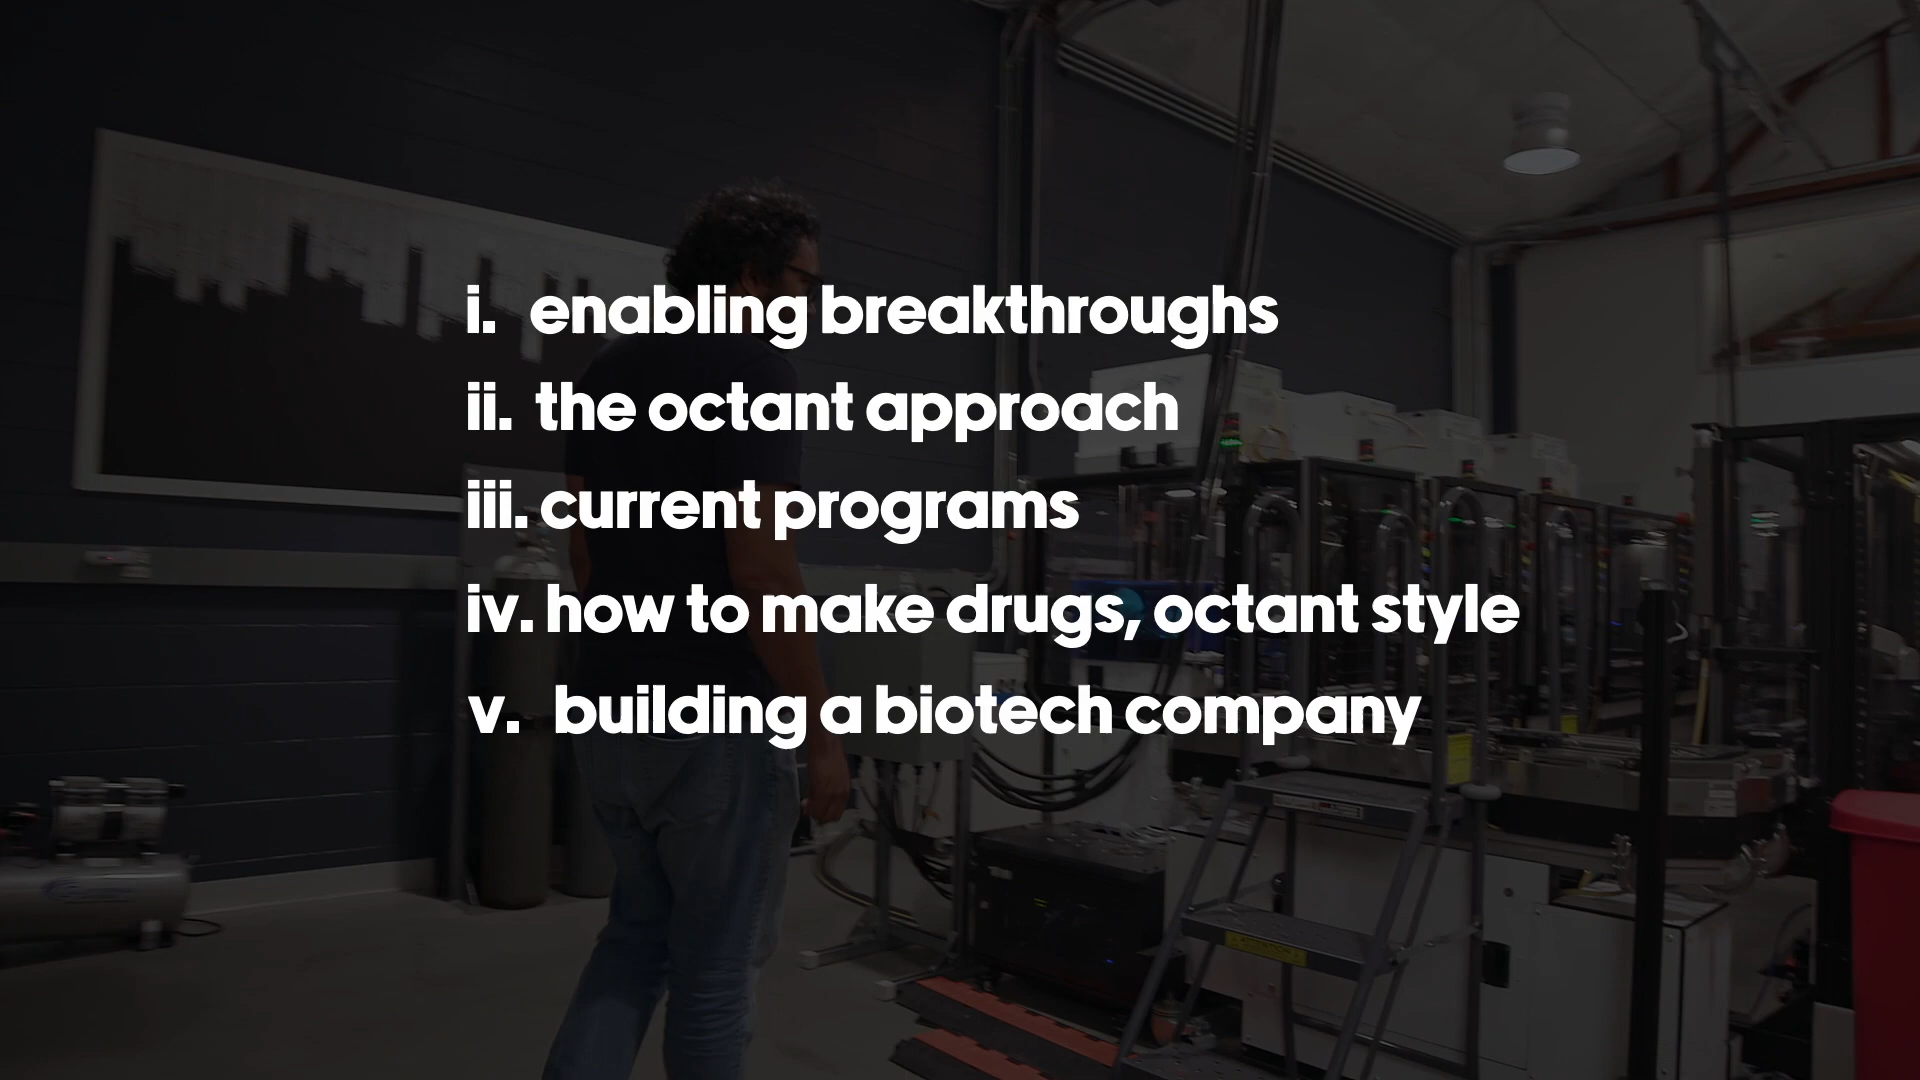 i. enabling breakthroughs
ii. the octant approach
iii. current programs
iv. how to make drugs, octant style
v. building a biotech company